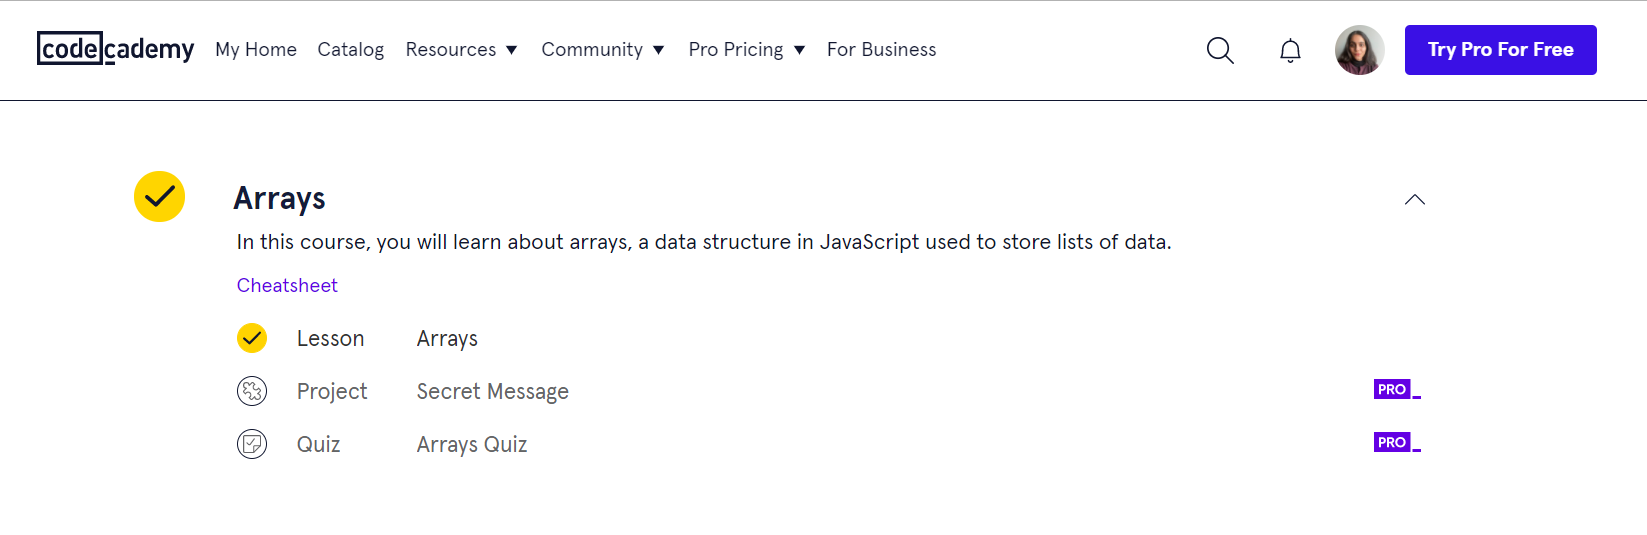 codecademy My Home Catalog Resources Community Pro Pricing For Business Try Pro For Free
Arrays
In this course, you will learn about arrays, a data structure in JavaScript used to store lists of data.
Cheatsheet
Lesson Arrays
Project Secret Message PRO
Quiz Arrays Quiz PRO